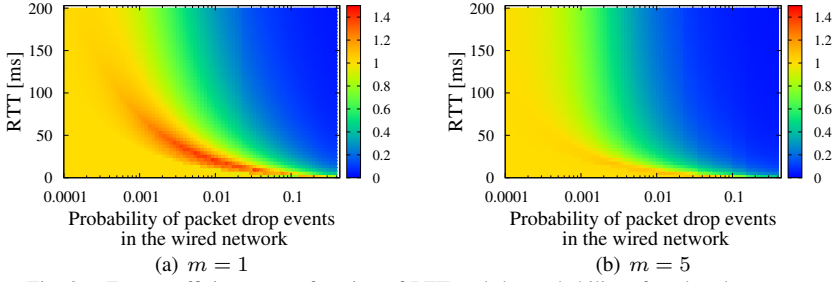 200
150
100
50
0
RTT [ms]
0.0001 0.001 0.01 0.1
1.4
1.2
1
0.8
0.6
0.4
0.2
0
Probability of packet drop events
in the wired network
(a) m = 1
200
150
100
50
0
RTT [ms]
0.0001 0.001 0.01 0.1
1.4
1.2
1
0.8
0.6
0.4
0.2
0
Probability of packet drop events
in the wired network
(b) m = 5